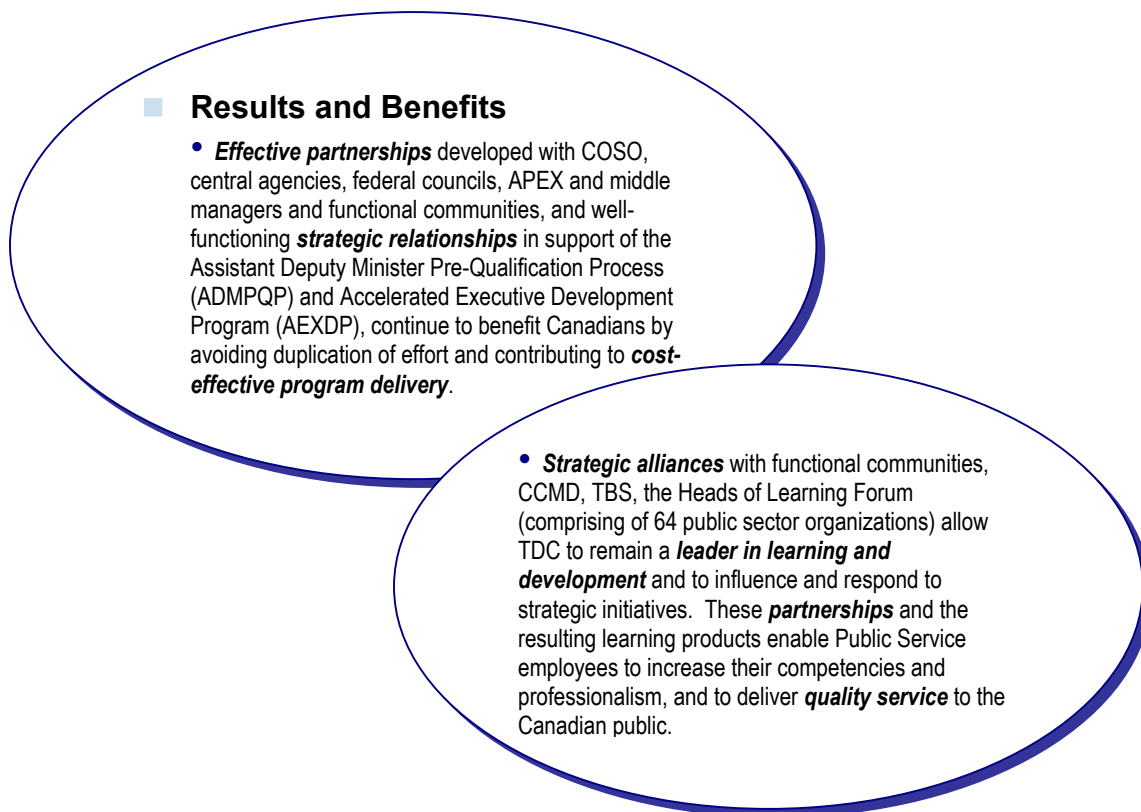 Results and Benefits
• Effective partnerships developed with COSO,
central agencies, federal councils, APEX and middle
managers and functional communities, and well-
functioning strategic relationships in support of the
Assistant Deputy Minister Pre-Qualification Process
(ADMPQP) and Accelerated Executive Development
Program (AEXDP), continue to benefit Canadians by
avoiding duplication of effort and contributing to cost-
effective program delivery.
• Strategic alliances with functional communities,
CCMD, TBS, the Heads of Learning Forum
(comprising of 64 public sector organizations) allow
TDC to remain a leader in learning and
development and to influence and respond to
strategic initiatives.  These partnerships and the
resulting learning products enable Public Service
employees to increase their competencies and
professionalism, and to deliver quality service to the
Canadian public.